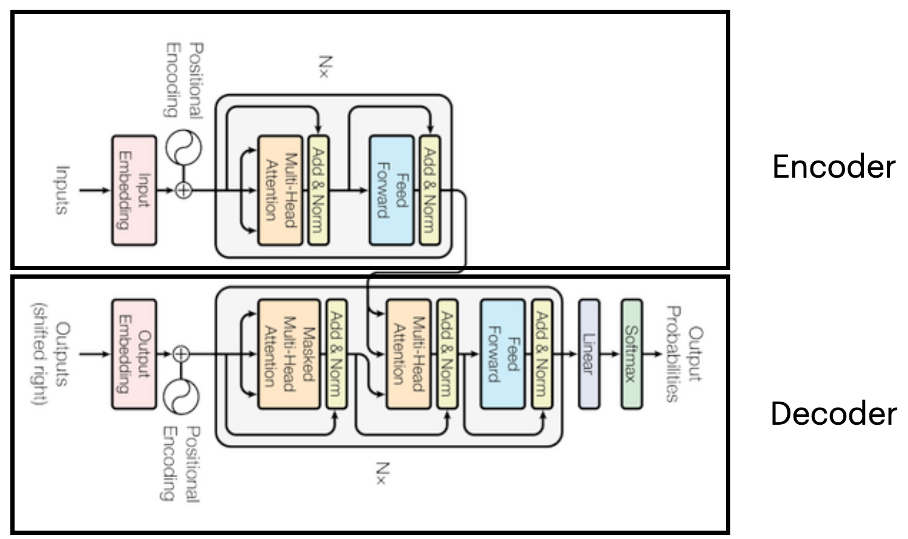 Encoder
Nx
Positional
Encoding
Inputs
Input
Embedding
Multi-Head
Attention
Add & Norm
Feed
Forward
Add & Norm
Decoder
Outputs
(shifted right)
Output
Embedding
Positional
Encoding
Masked
Multi-Head
Attention
Add & Norm
Multi-Head
Attention
Add & Norm
Feed
Forward
Add & Norm
Nx
Linear
Softmax
Output
Probabilities